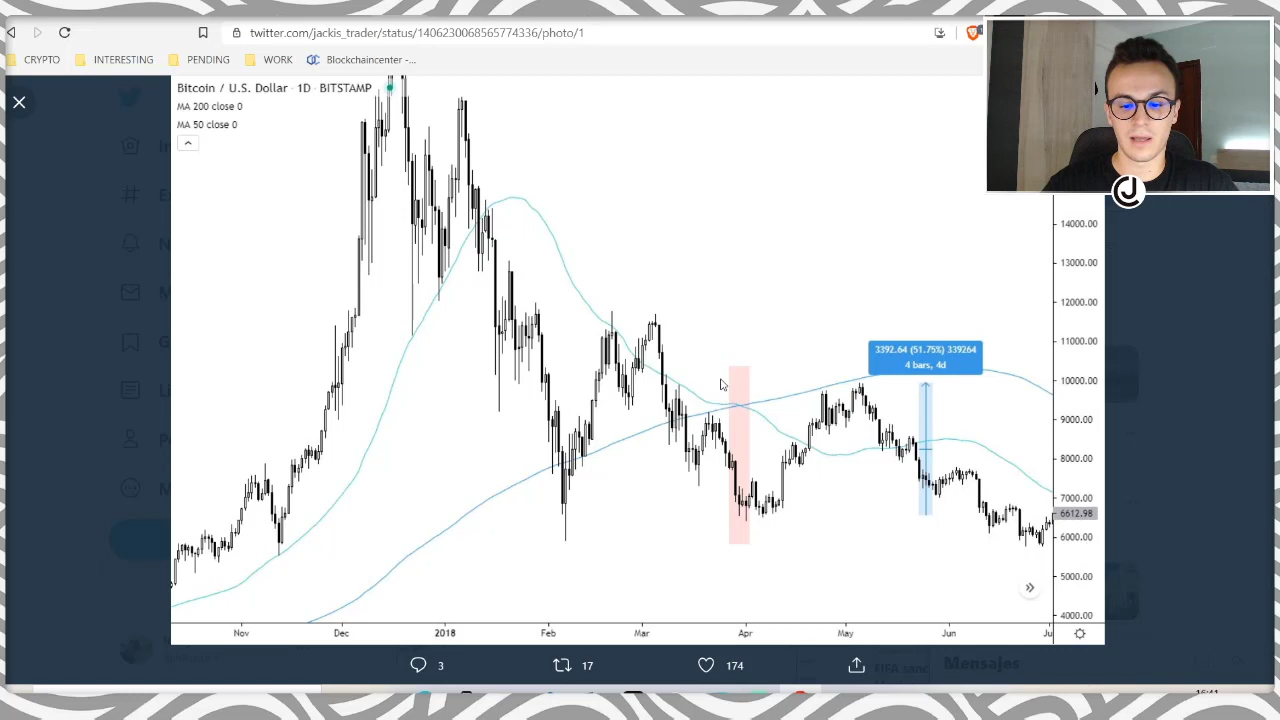 twitter.com/jackis_trader/status/1406230068565774336/photo/1
CRYPTO INTERESTING PENDING WORK Blockchaincenter -...
Bitcoin / U.S. Dollar 1D BITSTAMP
MA 200 close 0
MA 50 close 0
14000.00
13000.00
12000.00
11000.00
10000.00
9000.00
8000.00
7000.00
6612.98
6000.00
5000.00
4000.00
3392.64 (51.75%) 339264
4 bars, 4d
Nov Dec 2018 Feb Mar Apr May Jun Ju
3 17 174
Mensajes
16:41